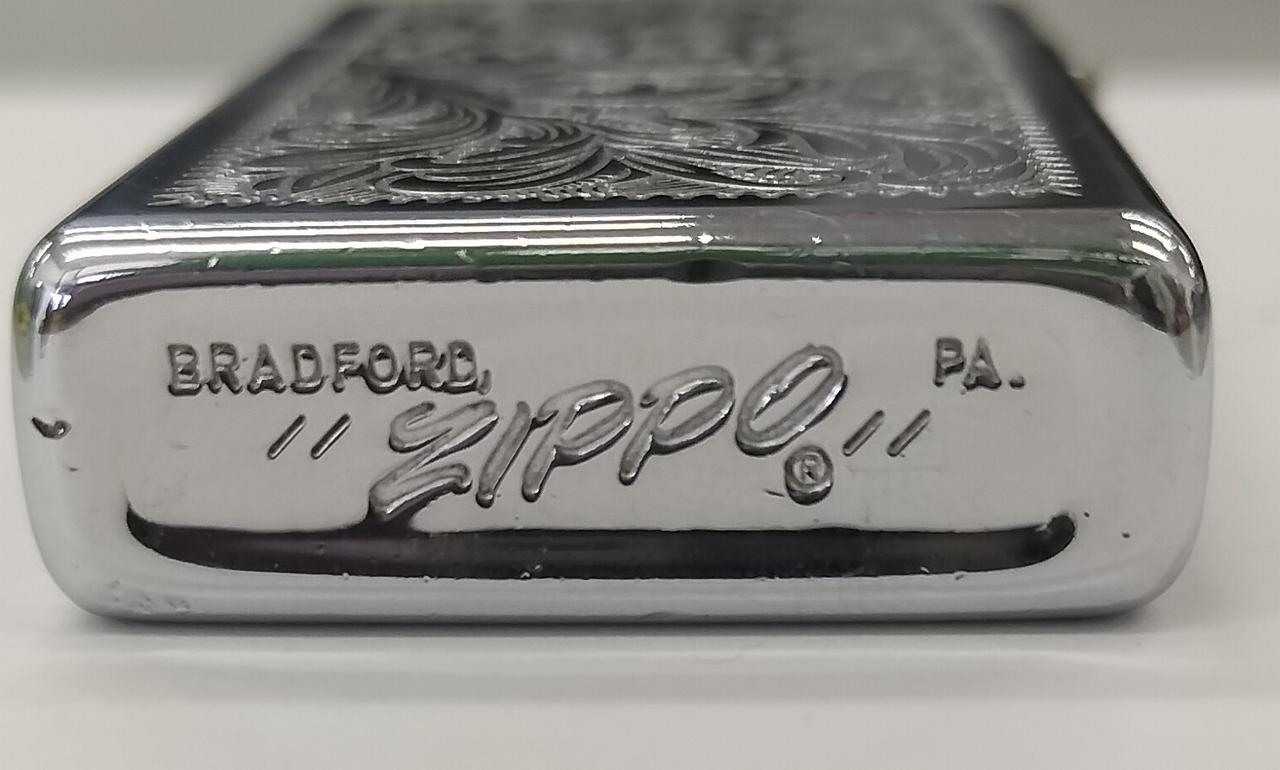 BRADFORD, PA.
// ZIPPO ® //